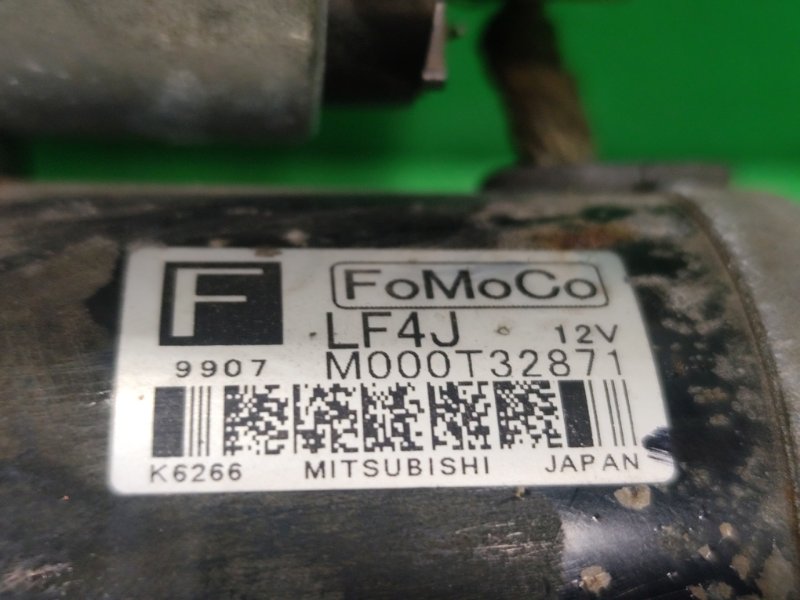 F FoMoCo
LF4J 12V
9907 M000T32871
K6266 MITSUBISHI JAPAN